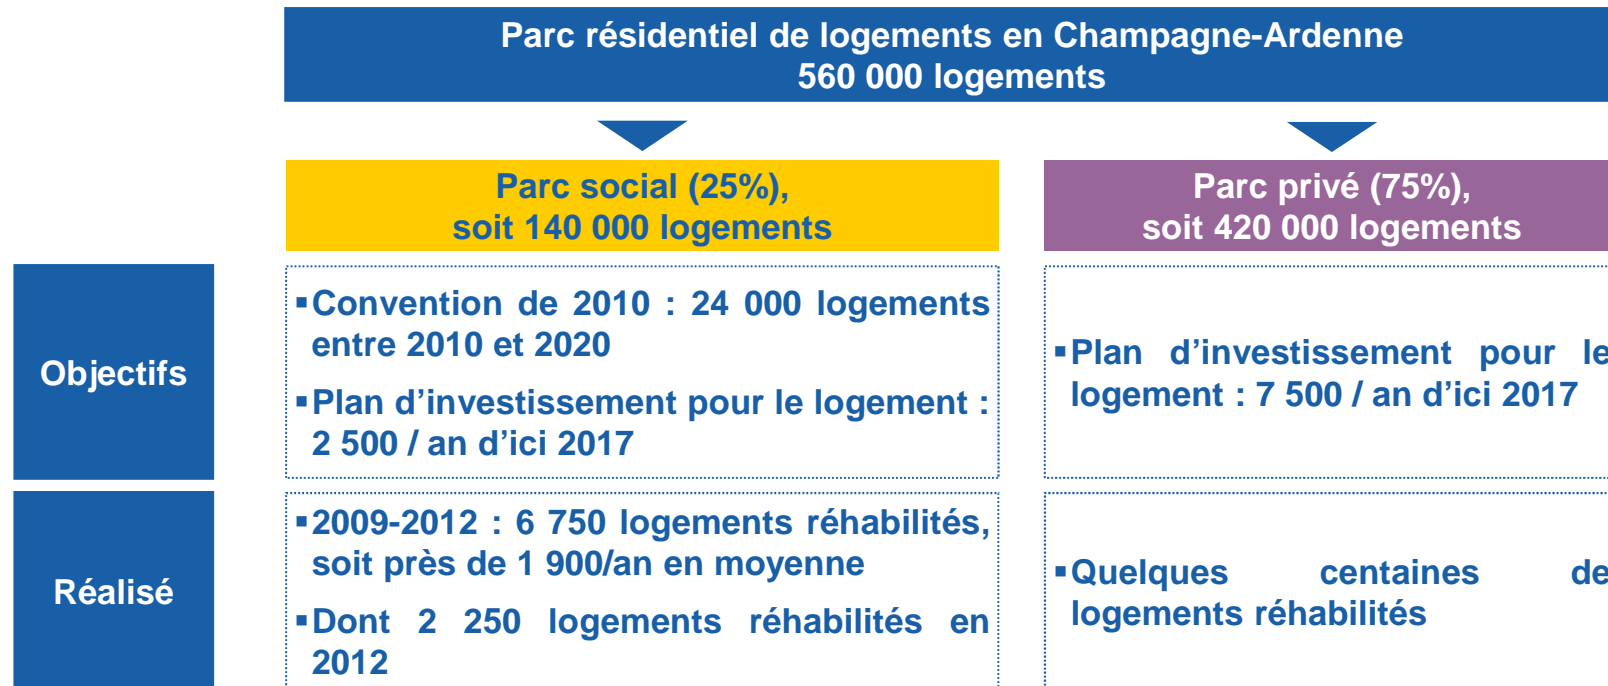 Parc résidentiel de logements en Champagne-Ardenne
560 000 logements
Parc social (25%),
soit 140 000 logements
Parc privé (75%),
soit 420 000 logements
Objectifs
▪Convention de 2010 : 24 000 logements
entre 2010 et 2020
▪Plan d’investissement pour le logement :
2 500 / an d’ici 2017
▪Plan d’investissement pour le
logement : 7 500 / an d’ici 2017
Réalisé
▪2009-2012 : 6 750 logements réhabilités,
soit près de 1 900/an en moyenne
▪Dont 2 250 logements réhabilités en
2012
▪Quelques centaines de
logements réhabilités